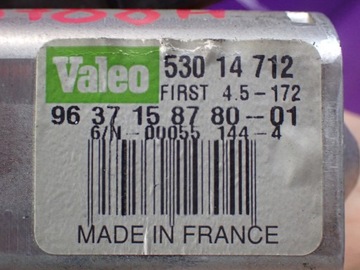 Valeo 530 14 712
FIRST 4.5-172
96 37 15 87 80-01
6/N-00055 144-4
MADE IN FRANCE